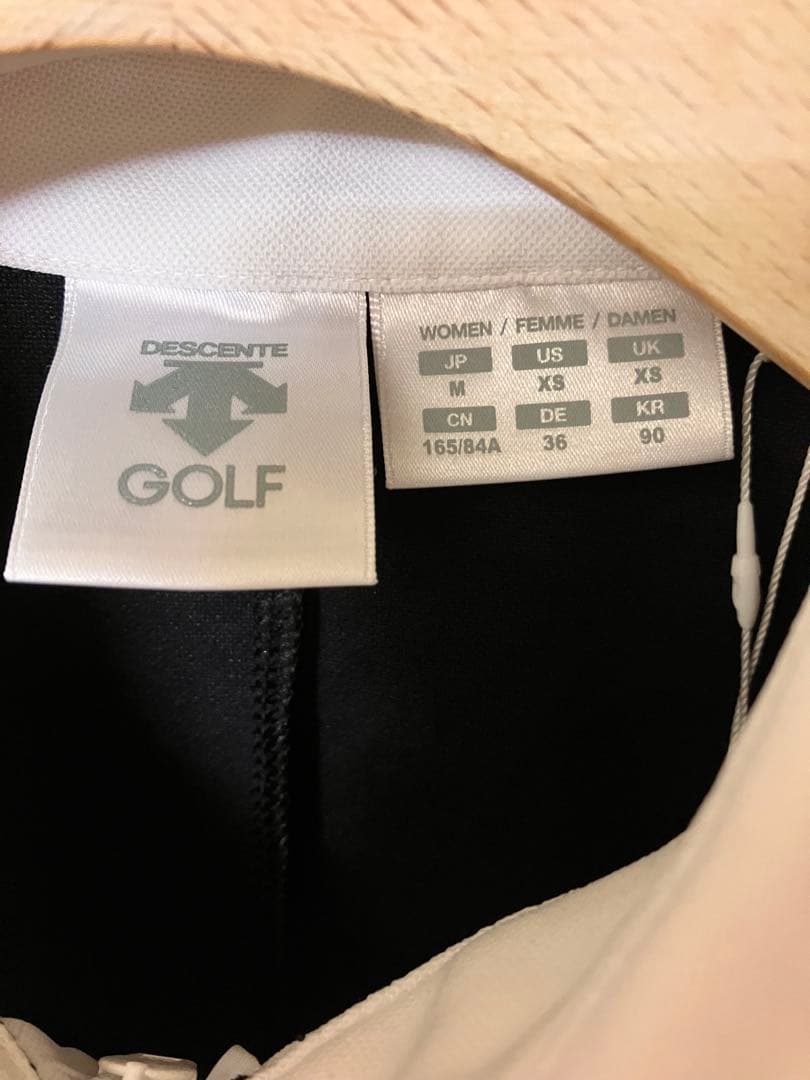 DESCENTE
GOLF
WOMEN / FEMME / DAMEN
JP US UK
M XS XS
CN DE KR
165/84A 36 90